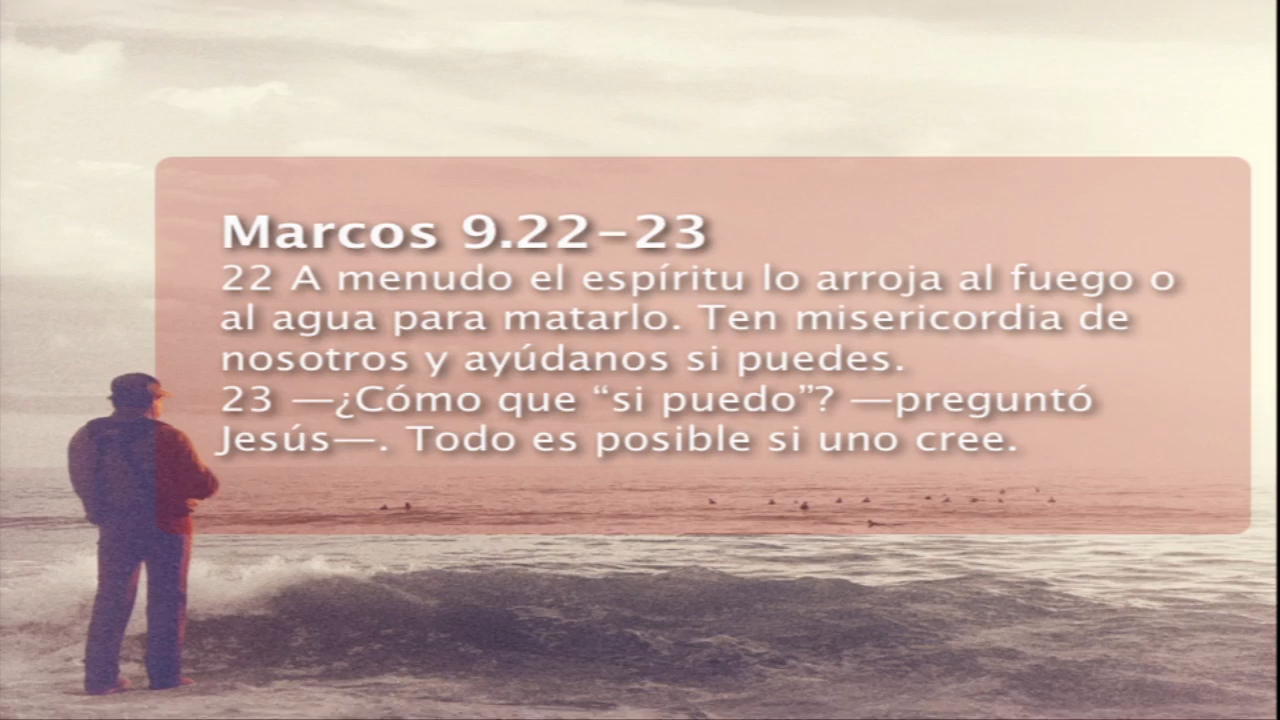 Marcos 9.22-23
22 A menudo el espíritu lo arroja al fuego o
al agua para matarlo. Ten misericordia de
nosotros y ayúdanos si puedes.
23 —¿Cómo que “si puedo”? —preguntó
Jesús—. Todo es posible si uno cree.